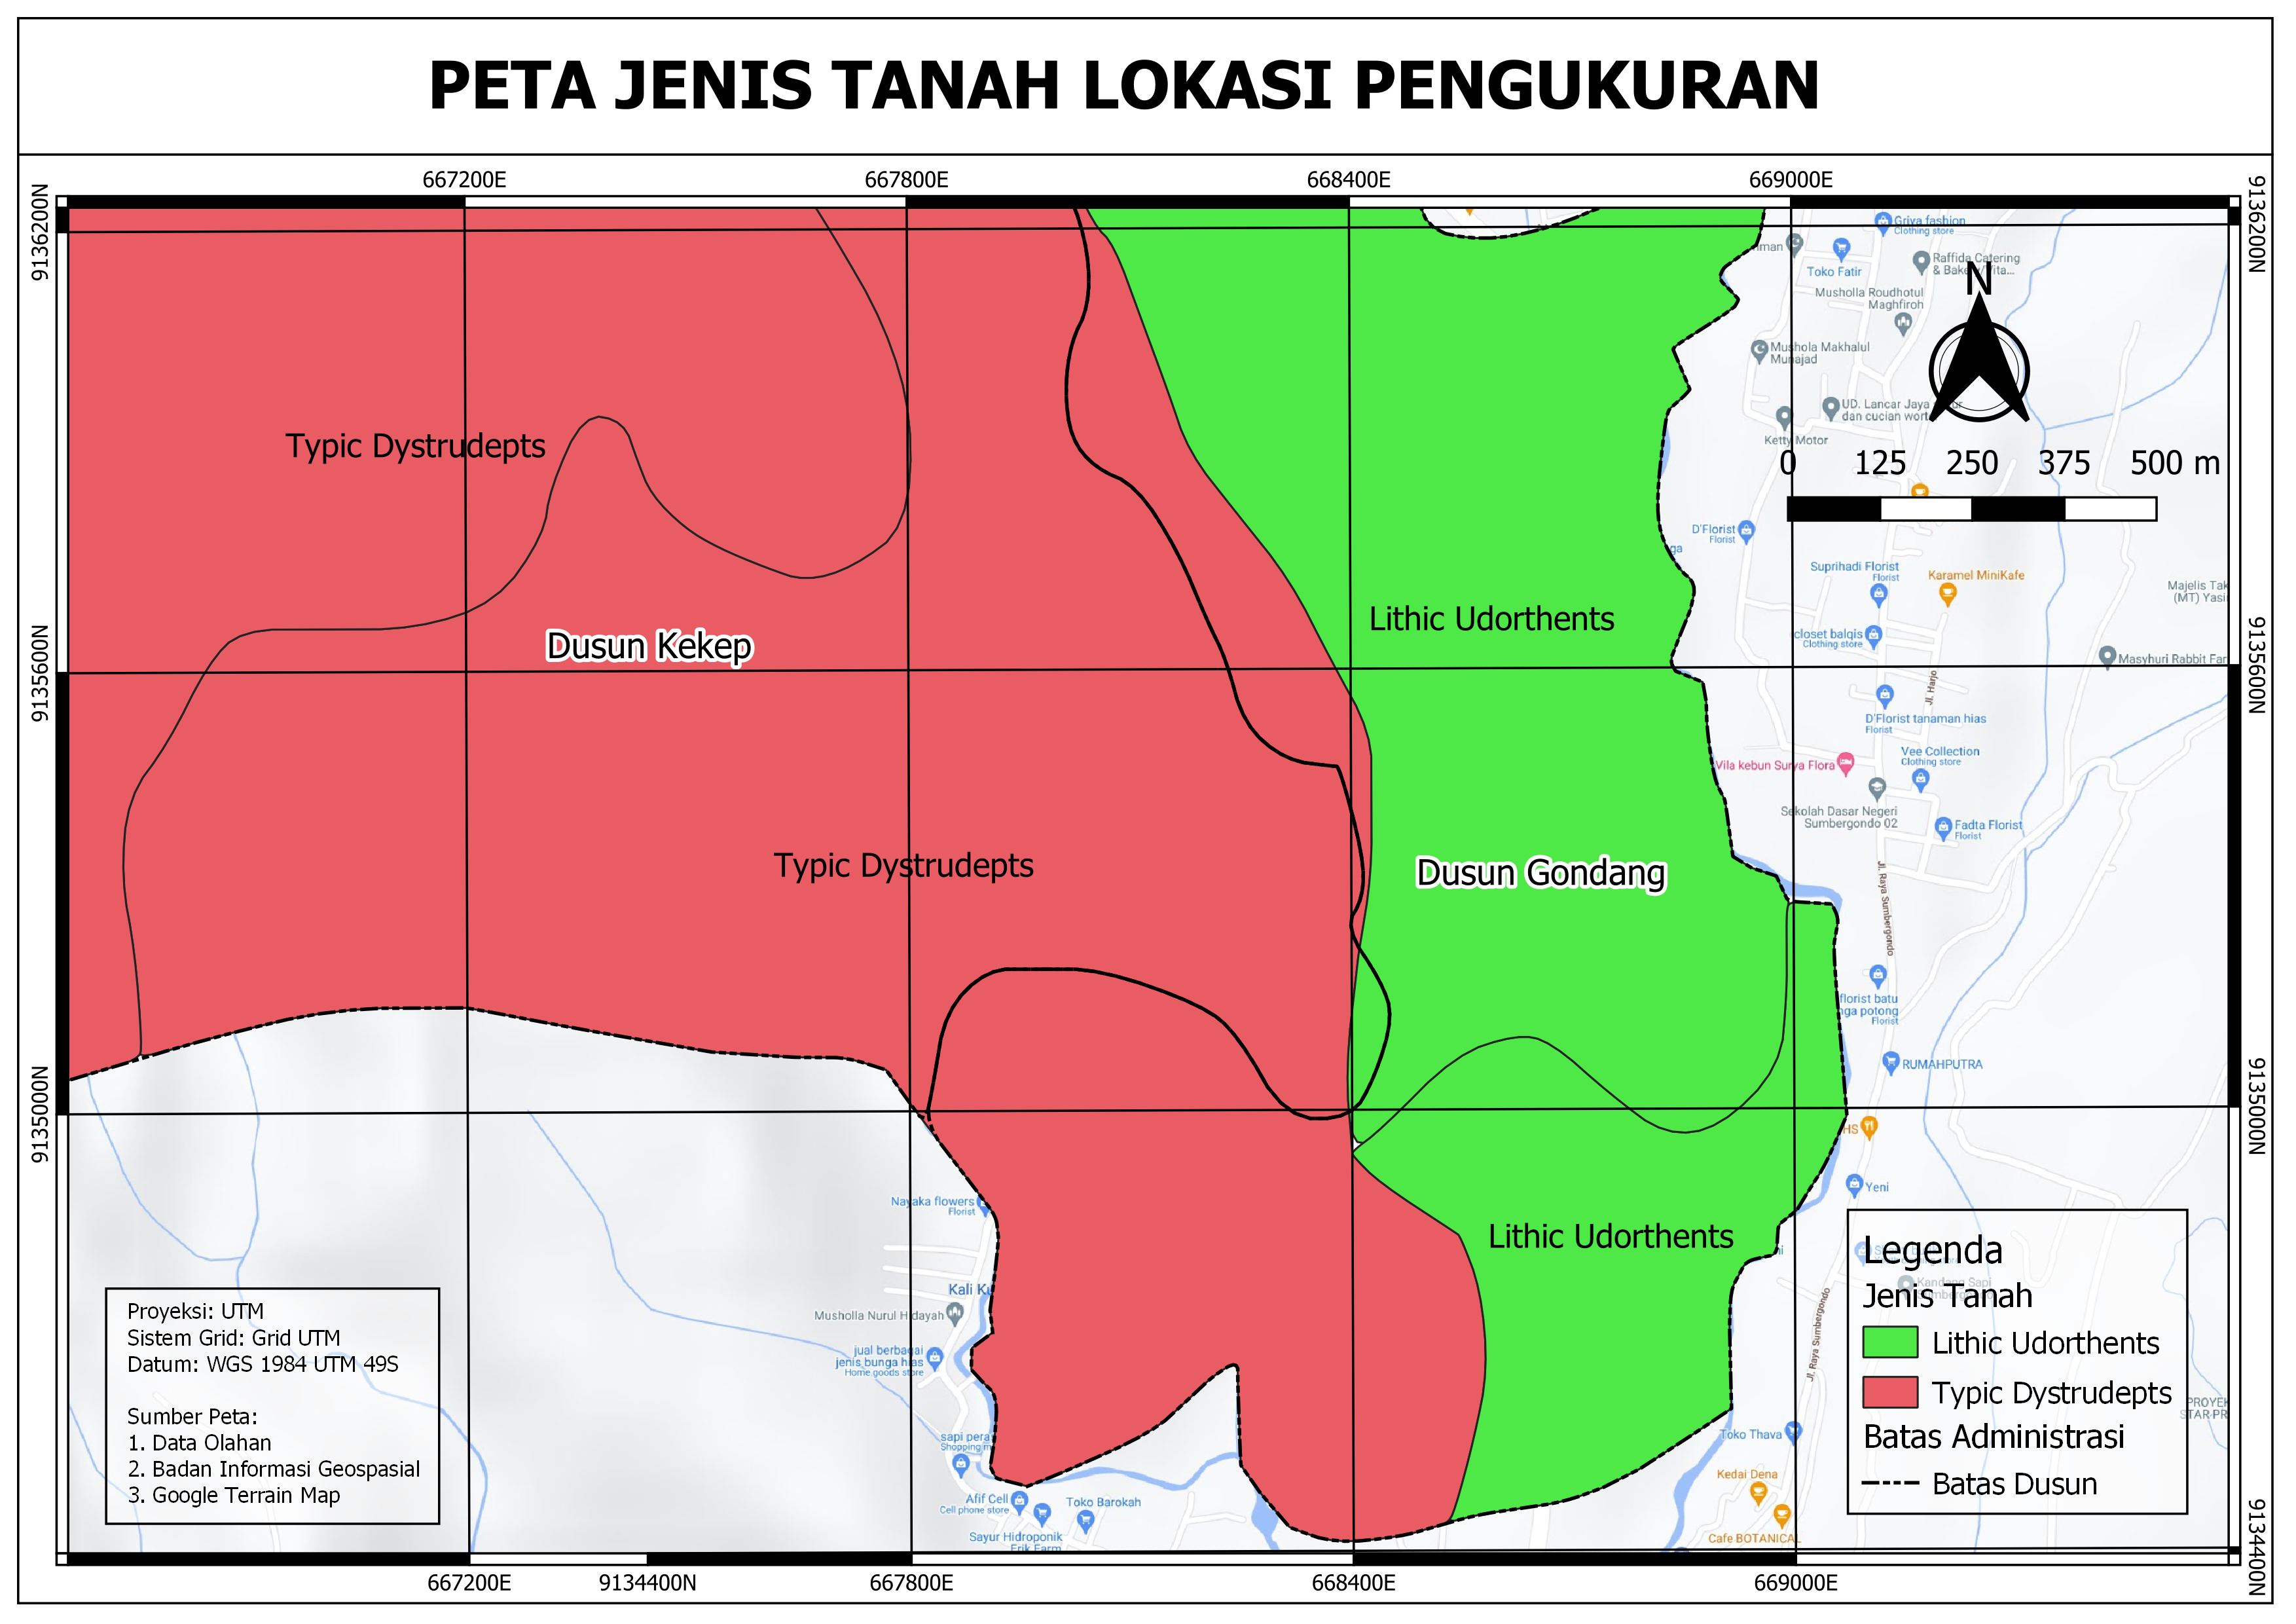 PETA JENIS TANAH LOKASI PENGUKURAN
667200E
667800E
668400E
669000E
9136200N
9136200N
Griya fashion
Clothing store
Toko Fatir
Raffida Catering
N
Musholla Roudhotul
Maghfiroh
Mushola Makhalul
Munajad
UD. Lancar Jaya
dan cucian
Ketty Motor
Typic Dystrudepts
0 125 250 375 500 m
D'Florist
Florist
Suprihadi Florist
Florist
Karamel MiniKafe
Majelis Tak
(MT) Yasi
Lithic Udorthents
closet balqis
Clothing store
Dusun Kekep
9135600N
9135600N
Masyhuri Rabbit Far
Jl. Harjo
D'Florist tanaman hias
Florist
Vee Collection
Clothing store
Vila kebun Surya Flora
Sekolah Dasar Negeri
Sumbergondo 02
Fadta Florist
Florist
Typic Dystrudepts
Dusun Gondang
Jl. Raya Sumbergondo
florist batu
nga potong
Florist
RUMAHPUTRA
9135000N
9135000N
HS
Yeni
Nayaka flowers
Florist
Lithic Udorthents
Kali Ku
Musholla Nurul Hidayah
jual berbagai
jenis bunga hias
Home goods store
Kandang Sapi
Jl. Raya Sumbergondo
Legenda
Jenis Tanah
Lithic Udorthents
Typic Dystrudepts
Batas Administrasi
Batas Dusun
PROYEK
STAR PR
Proyeksi: UTM
Sistem Grid: Grid UTM
Datum: WGS 1984 UTM 49S
Sumber Peta:
1. Data Olahan
2. Badan Informasi Geospasial
3. Google Terrain Map
sapi pera
Shopping m
Afif Cell
Cell phone store
Toko Barokah
Sayur Hidroponik
Erik Farm
Toko Thava
Kedai Dena
Cafe BOTANICAL
9134400N
667200E
9134400N
667800E
668400E
669000E